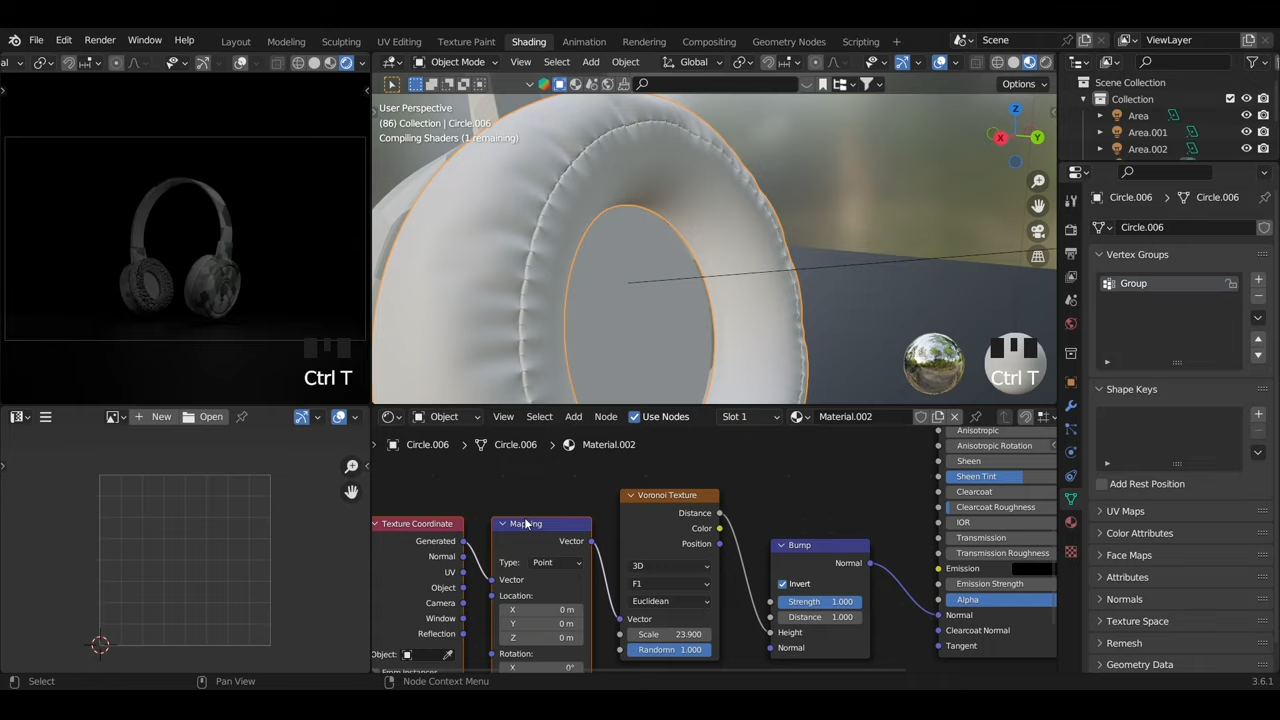 File Edit Render Window Help Layout Modeling Sculpting UV Editing Texture Paint Shading Animation Rendering Compositing Geometry Nodes Scripting + Scene ViewLayer
al Object Mode View Select Add Object Global
Options
User Perspective
(86) Collection | Circle.006
Compiling Shaders (1 remaining)
Z
X Y
Ctrl T
Ctrl T
Scene Collection
Collection
Area
Area.001
Area.002
Circle.006 Circle.006
Circle.006
Vertex Groups
Group
Shape Keys
Add Rest Position
UV Maps
Color Attributes
Face Maps
Attributes
Normals
Texture Space
Remesh
Geometry Data
New Open
Object View Select Add Node Use Nodes Slot 1 Material.002
Circle.006 Circle.006 Material.002
Texture Coordinate
Generated
Normal
UV
Object
Camera
Window
Reflection
Object:
From Instancer
Mapping
Vector
Type: Point
Vector
Location:
X 0 m
Y 0 m
Z 0 m
Rotation:
X 0°
Voronoi Texture
Distance
Color
Position
3D
F1
Euclidean
Vector
Scale 23.900
Randomn 1.000
Bump
Normal
Invert
Strength 1.000
Distance 1.000
Height
Normal
Anisotropic
Anisotropic Rotation
Sheen
Sheen Tint
Clearcoat
Clearcoat Roughness
IOR
Transmission
Transmission Roughness
Emission
Emission Strength
Alpha
Normal
Clearcoat Normal
Tangent
Select Pan View Node Context Menu 3.6.1